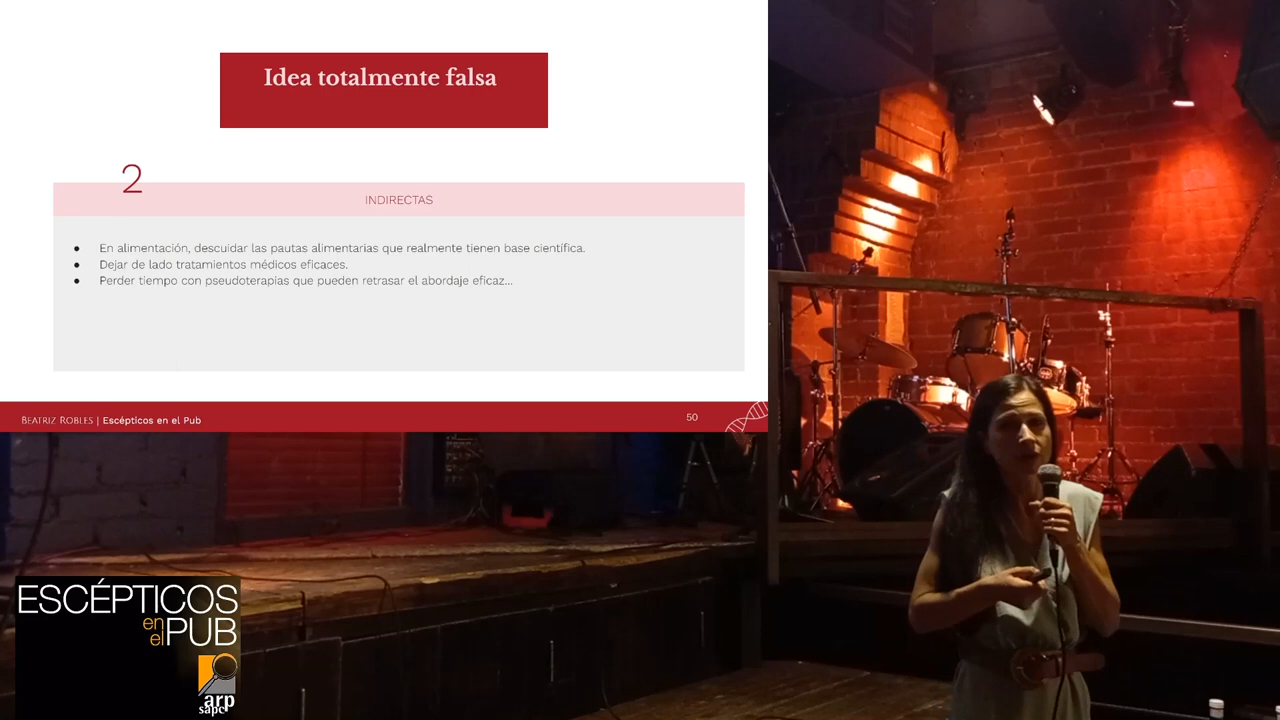 Idea totalmente falsa
2
INDIRECTAS
● En alimentación, descuidar las pautas alimentarias que realmente tienen base científica.
● Dejar de lado tratamientos médicos eficaces.
● Perder tiempo con pseudoterapias que pueden retrasar el abordaje eficaz...
BEATRIZ ROBLES | Escépticos en el Pub
50
ESCÉPTICOS
en
el PUB
arp
sapc